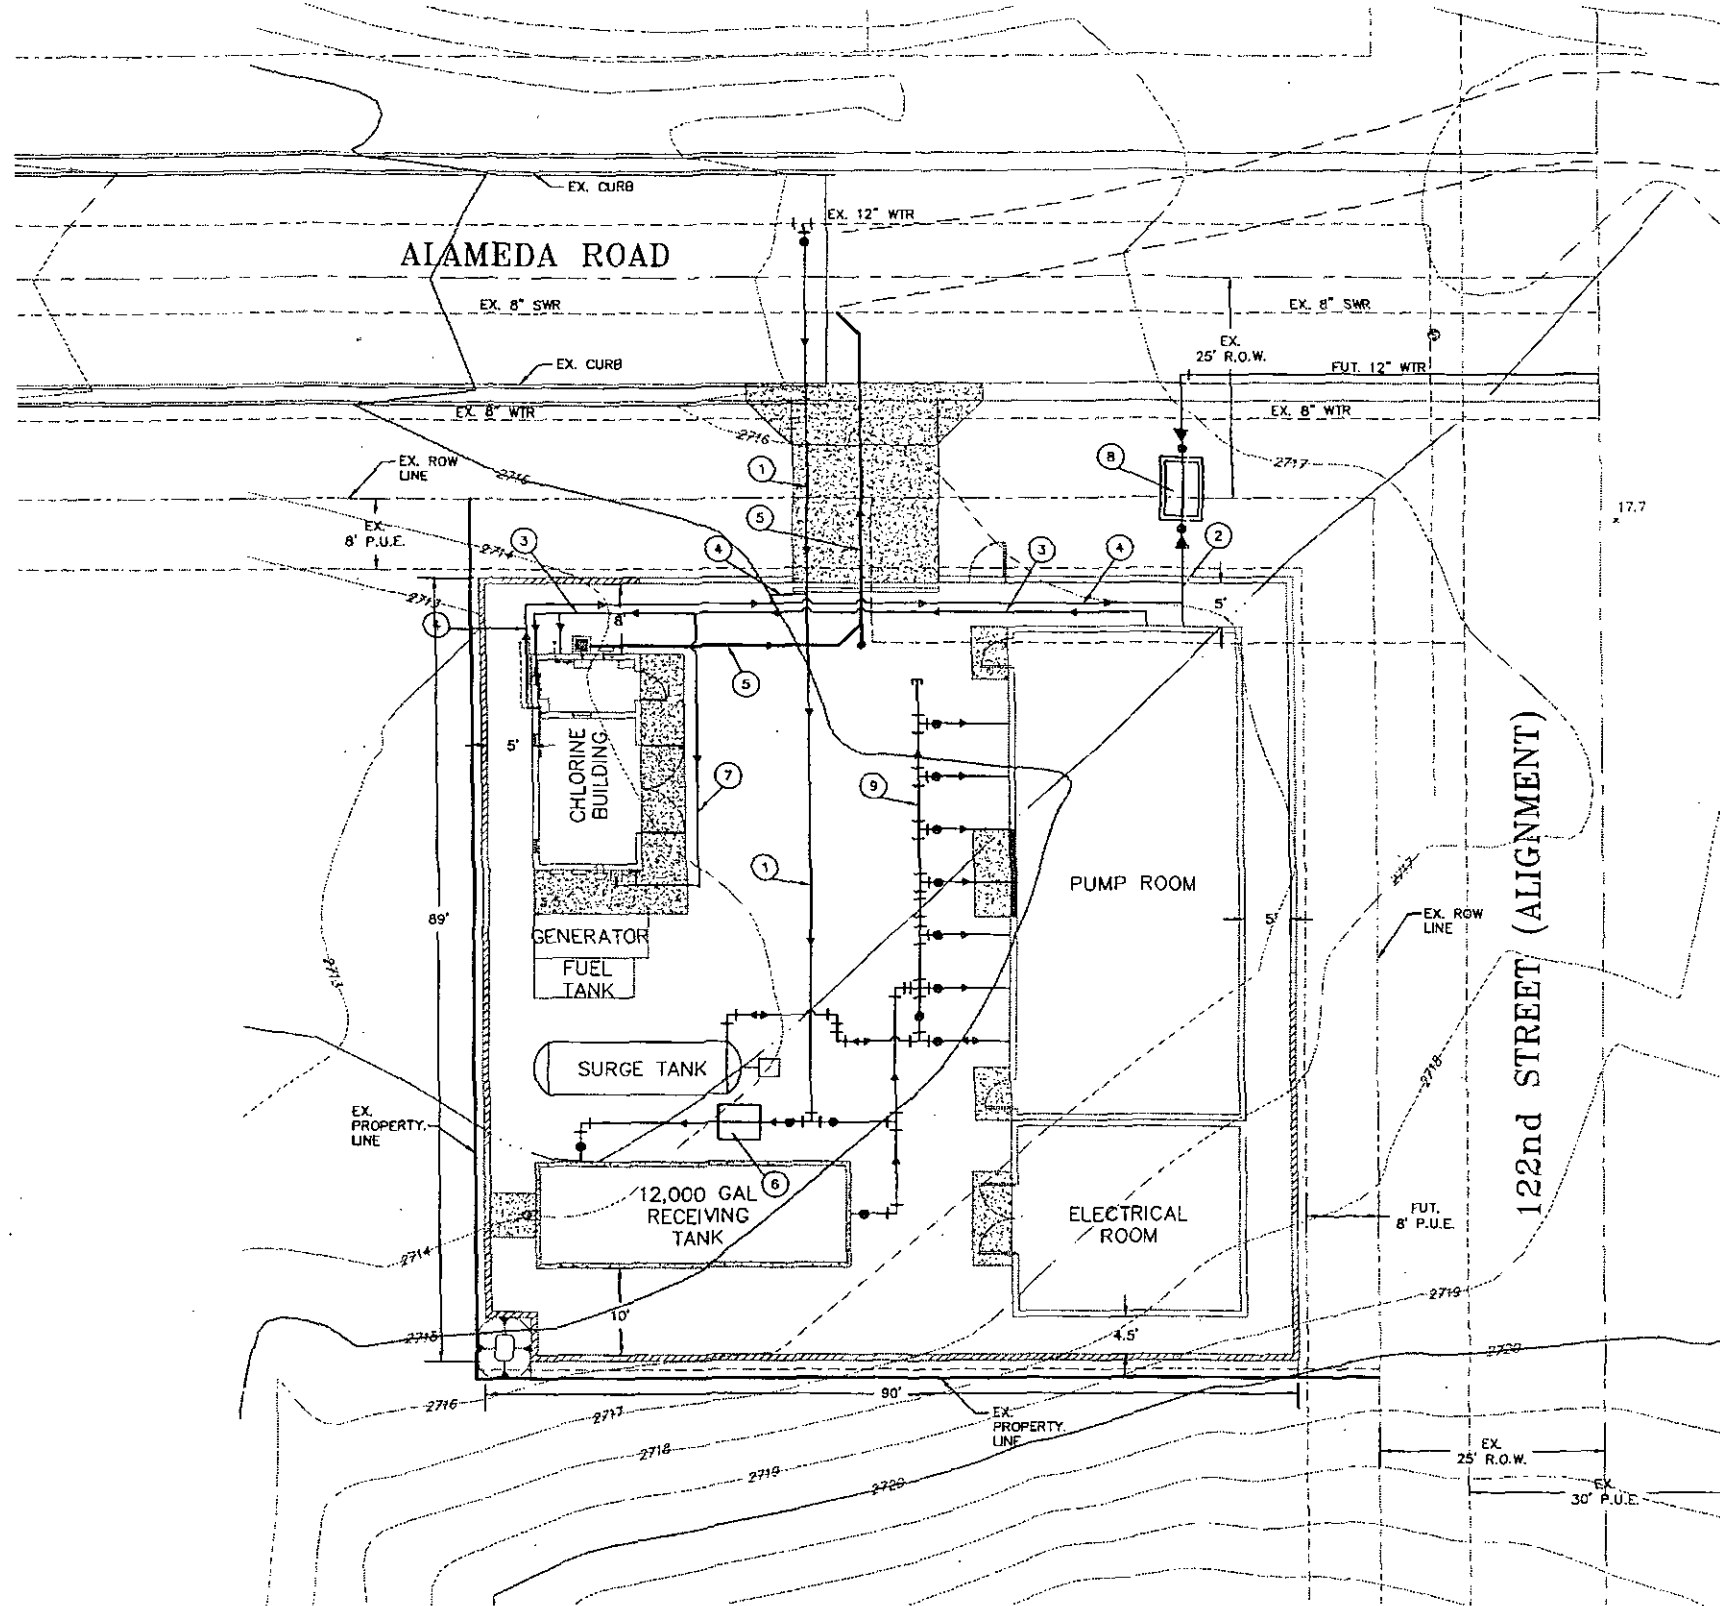 EX. CURB
EX. 12" WTR
ALAMEDA ROAD
EX. 8" SWR
EX. 8" SWR
EX.
25' R.O.W.
EX. CURB
FUT. 12" WTR
EX. 8" WTR
EX. 8" WTR
2716
EX. ROW
LINE
1
8
2717
2715
17.7
EX.
8' P.U.E.
5
3
4
3
4
2
2714
2713
5'
8'
4
5
5'
CHLORINE
BUILDING
7
9
122nd STREET (ALIGNMENT)
1
PUMP ROOM
2717
89'
5'
EX. ROW
LINE
5.5'
GENERATOR
FUEL
TANK
2713
SURGE TANK
2718
EX.
PROPERTY
LINE
6
12,000 GAL
RECEIVING
TANK
ELECTRICAL
ROOM
FUT.
8' P.U.E.
2714
2719
10'
2715
4.5'
2720
90'
2716
2717
EX.
PROPERTY
LINE
2718
EX.
25' R.O.W.
2719
2720
EX.
30' P.U.E.